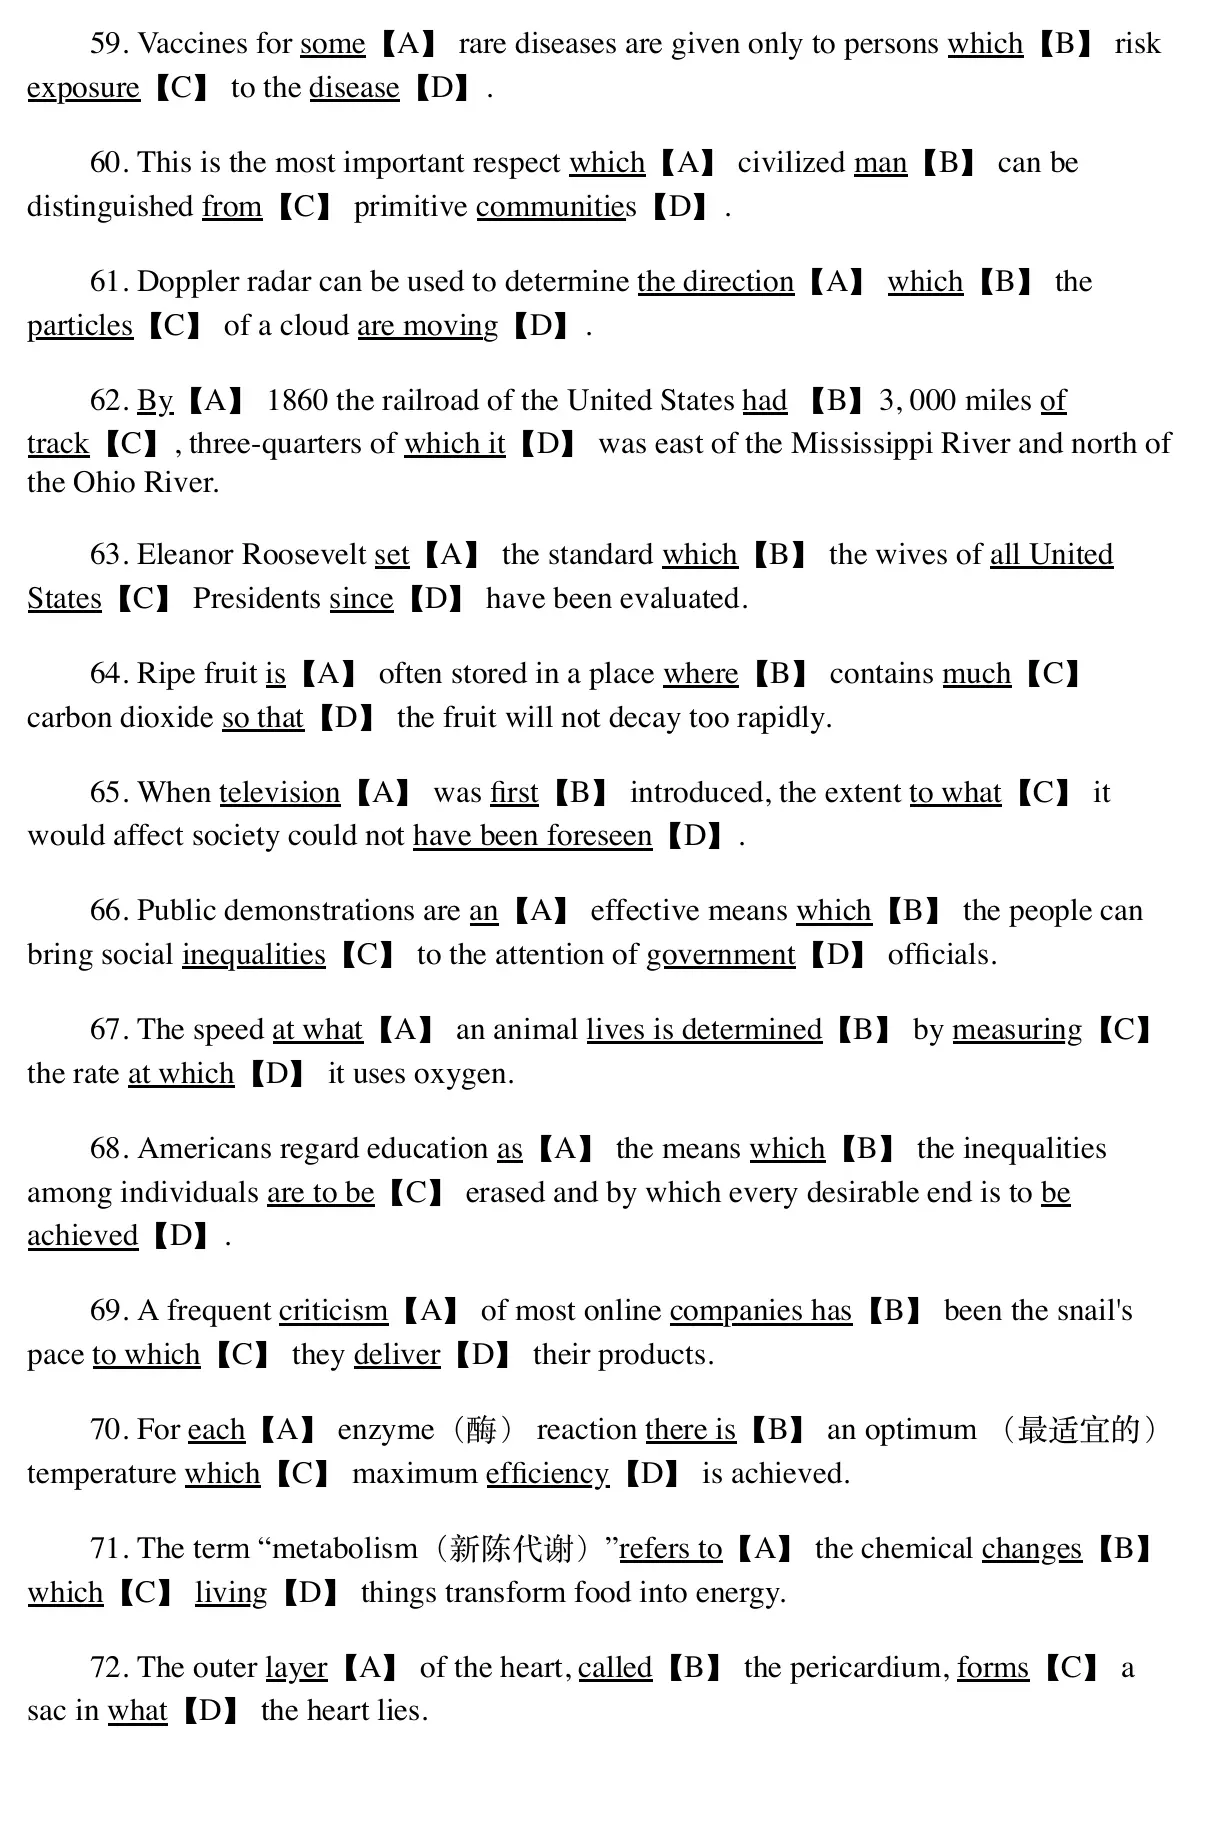 59. Vaccines for some【A】 rare diseases are given only to persons which【B】 risk
exposure【C】 to the disease【D】.
60. This is the most important respect which【A】 civilized man【B】 can be
distinguished from【C】 primitive communities【D】.
61. Doppler radar can be used to determine the direction【A】 which【B】 the
particles【C】 of a cloud are moving【D】.
62. By【A】 1860 the railroad of the United States had 【B】3, 000 miles of
track【C】, three-quarters of which it【D】 was east of the Mississippi River and north of
the Ohio River.
63. Eleanor Roosevelt set【A】 the standard which【B】 the wives of all United
States【C】 Presidents since【D】 have been evaluated.
64. Ripe fruit is【A】 often stored in a place where【B】 contains much【C】
carbon dioxide so that【D】 the fruit will not decay too rapidly.
65. When television【A】 was first【B】 introduced, the extent to what【C】 it
would affect society could not have been foreseen【D】.
66. Public demonstrations are an【A】 effective means which【B】 the people can
bring social inequalities【C】 to the attention of government【D】 officials.
67. The speed at what【A】 an animal lives is determined【B】 by measuring【C】
the rate at which【D】 it uses oxygen.
68. Americans regard education as【A】 the means which【B】 the inequalities
among individuals are to be【C】 erased and by which every desirable end is to be
achieved【D】.
69. A frequent criticism【A】 of most online companies has【B】 been the snail's
pace to which【C】 they deliver【D】 their products.
70. For each【A】 enzyme（酶） reaction there is【B】 an optimum （最适宜的）
temperature which【C】 maximum efficiency【D】 is achieved.
71. The term “metabolism（新陈代谢）”refers to【A】 the chemical changes【B】
which【C】 living【D】 things transform food into energy.
72. The outer layer【A】 of the heart, called【B】 the pericardium, forms【C】 a
sac in what【D】 the heart lies.